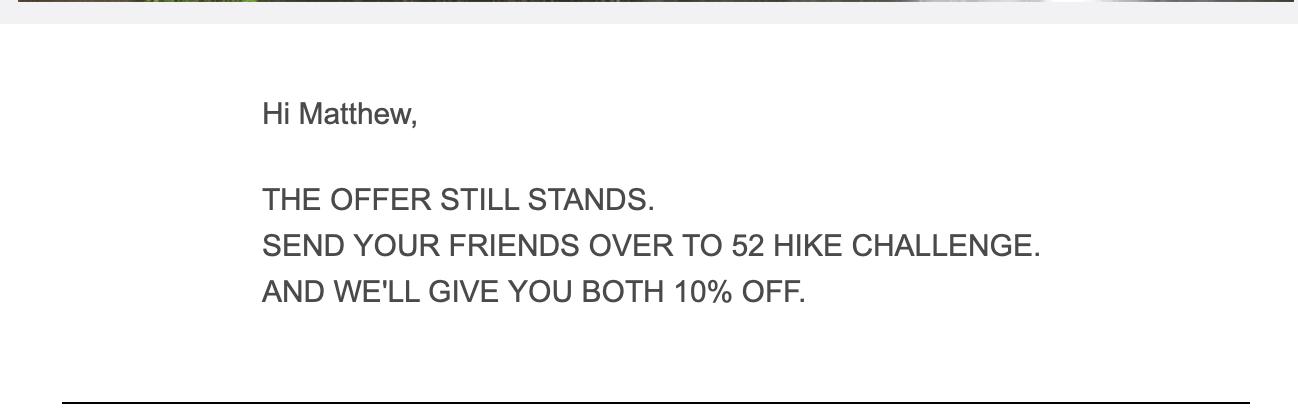 Hi Matthew,
THE OFFER STILL STANDS.
SEND YOUR FRIENDS OVER TO 52 HIKE CHALLENGE.
AND WE'LL GIVE YOU BOTH 10% OFF.